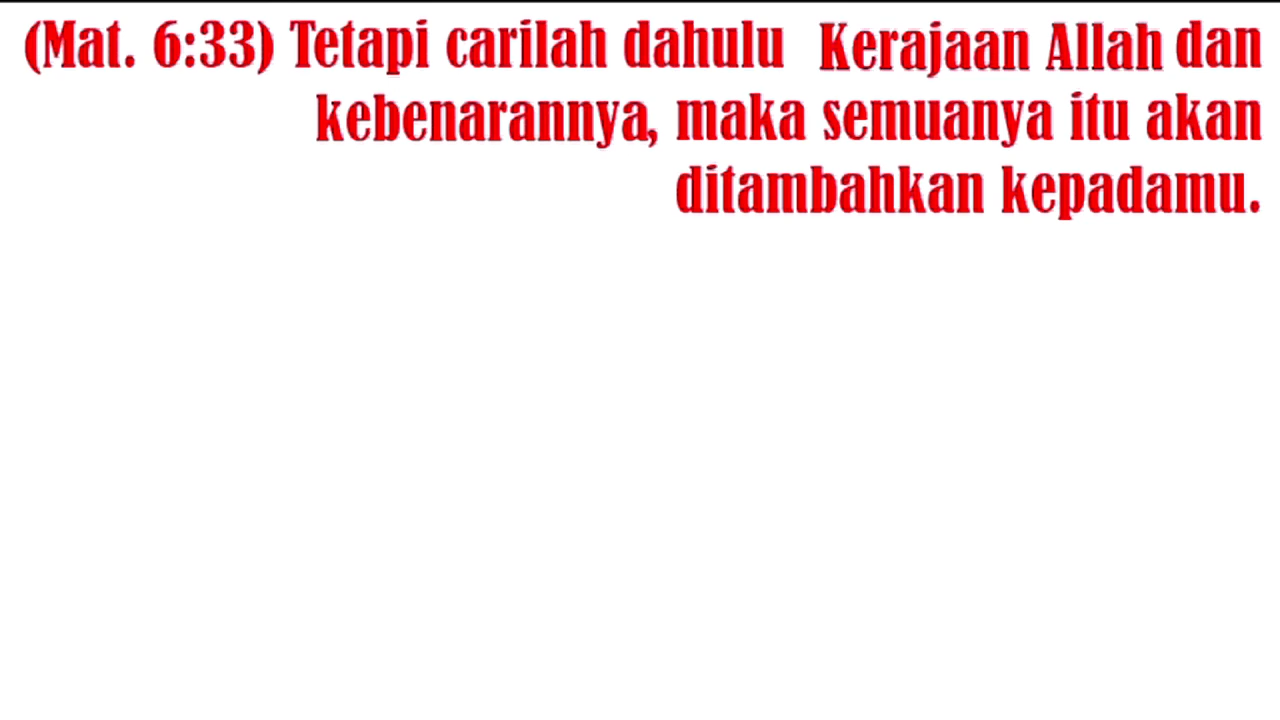 (Mat. 6:33) Tetapi carilah dahulu Kerajaan Allah dan
kebenarannya, maka semuanya itu akan
ditambahkan kepadamu.